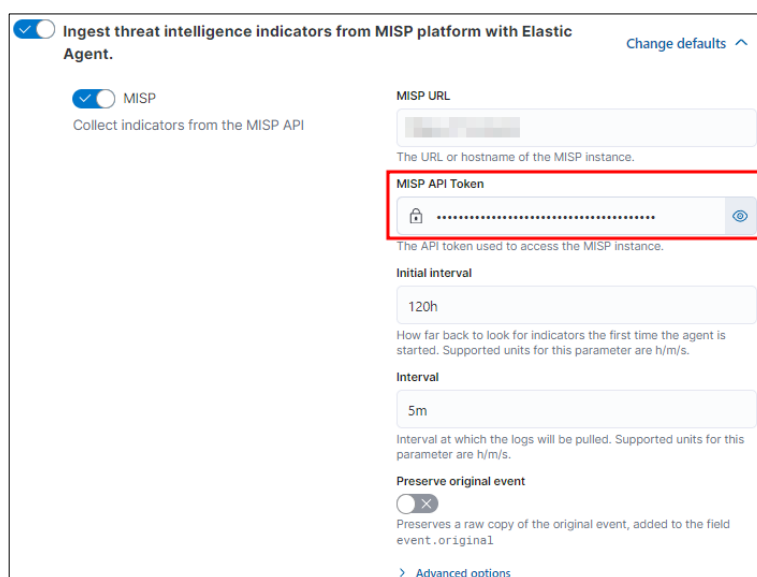 Ingest threat intelligence indicators from MISP platform with Elastic
Agent.
Change defaults
MISP
Collect indicators from the MISP API
MISP URL
The URL or hostname of the MISP instance.
MISP API Token
••••••••••••••••••••••••••••••••••••••••
The API token used to access the MISP instance.
Initial interval
120h
How far back to look for indicators the first time the agent is
started. Supported units for this parameter are h/m/s.
Interval
5m
Interval at which the logs will be pulled. Supported units for this
parameter are h/m/s.
Preserve original event
Preserves a raw copy of the original event, added to the field
event.original
Advanced options